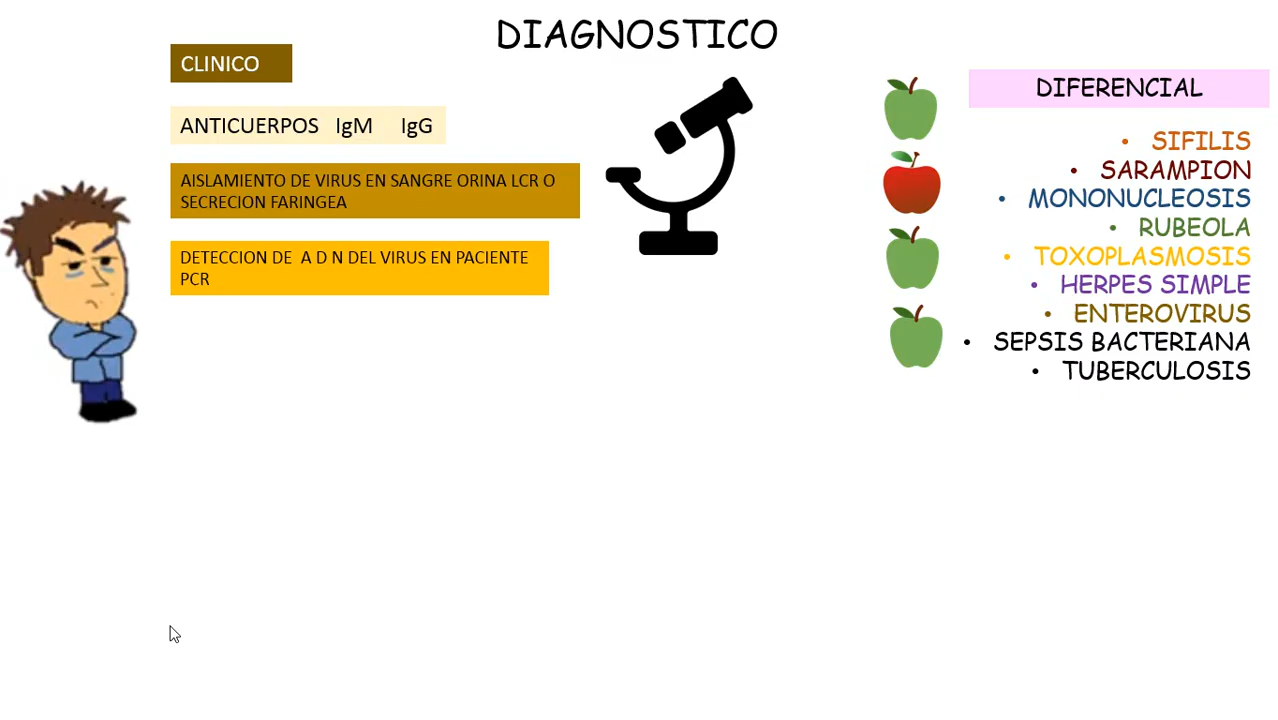 DIAGNOSTICO
CLINICO
ANTICUERPOS IgM IgG
AISLAMIENTO DE VIRUS EN SANGRE ORINA LCR O
SECRECION FARINGEA
DETECCION DE A D N DEL VIRUS EN PACIENTE
PCR
DIFERENCIAL
• SIFILIS
• SARAMPION
• MONONUCLEOSIS
• RUBEOLA
• TOXOPLASMOSIS
• HERPES SIMPLE
• ENTEROVIRUS
• SEPSIS BACTERIANA
• TUBERCULOSIS